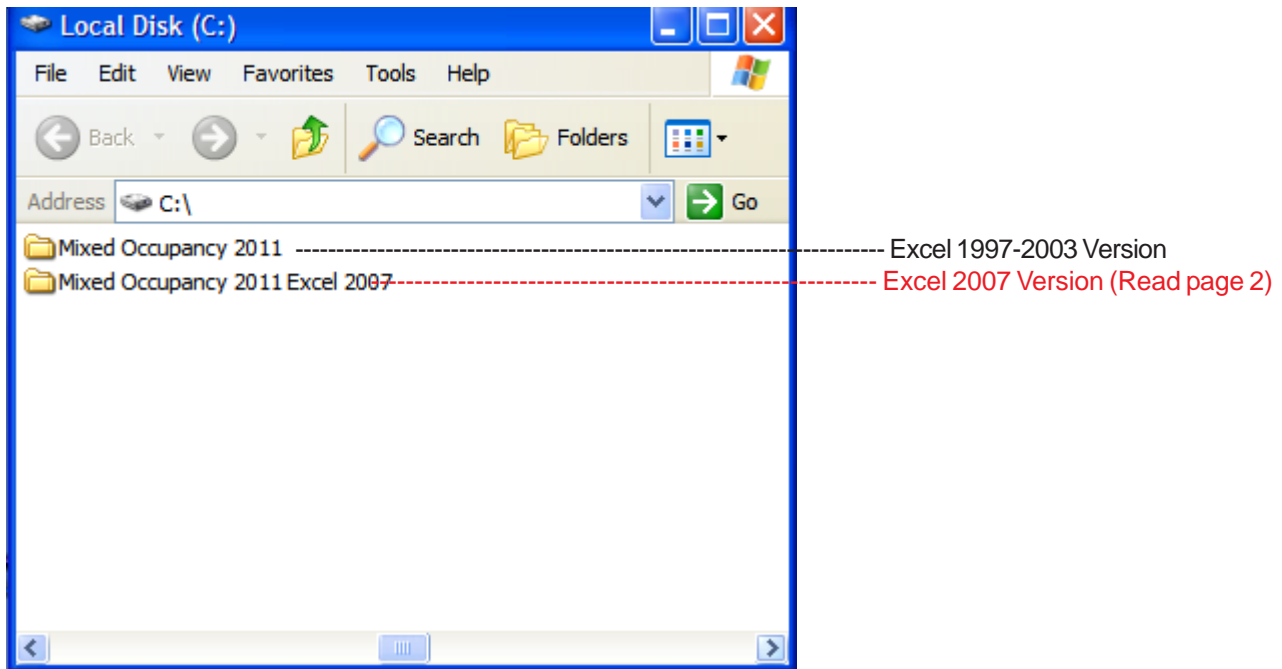 Local Disk (C:)
File Edit View Favorites Tools Help
Back Search Folders
Address C:\ Go
Mixed Occupancy 2011 Excel 1997-2003 Version
Mixed Occupancy 2011 Excel 2007 Excel 2007 Version (Read page 2)